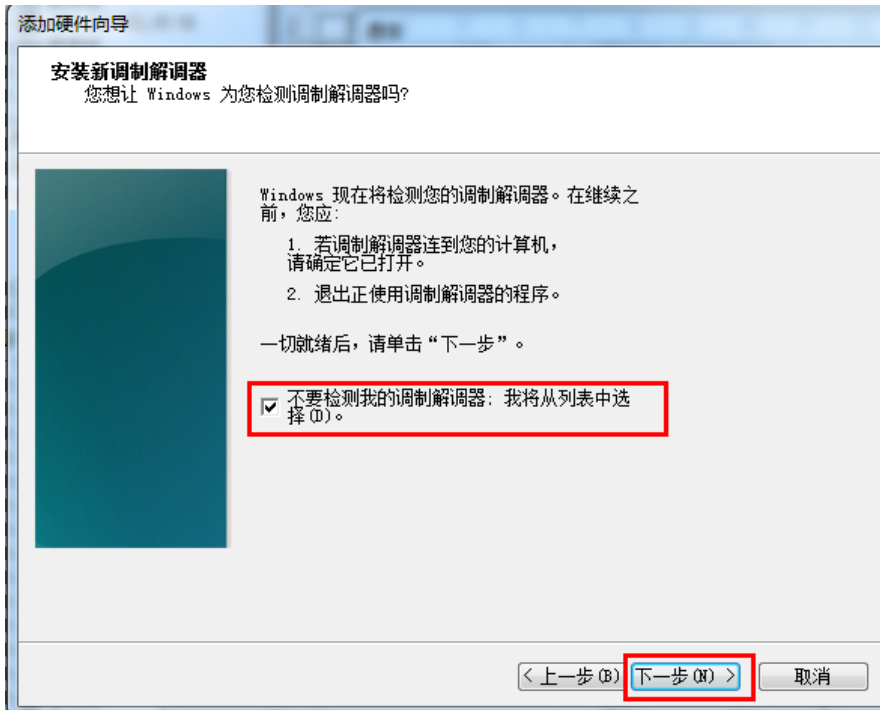 添加硬件向导
安装新调制解调器
您想让 Windows 为您检测调制解调器吗?
Windows 现在将检测您的调制解调器。在继续之
前，您应:
1. 若调制解调器连到您的计算机，
请确定它已打开。
2. 退出正使用调制解调器的程序。
一切就绪后，请单击“下一步”。
不要检测我的调制解调器; 我将从列表中选
择(D)。
< 上一步(B)
下一步(N) >
取消